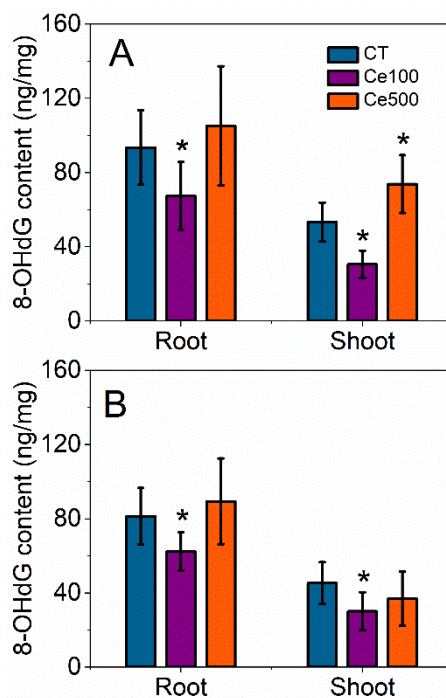 8-OHdG content (ng/mg)
160
120
80
40
0
A
CT
Ce100
Ce500
*
*
*
Root
Shoot
8-OHdG content (ng/mg)
160
120
80
40
0
B
*
*
Root
Shoot